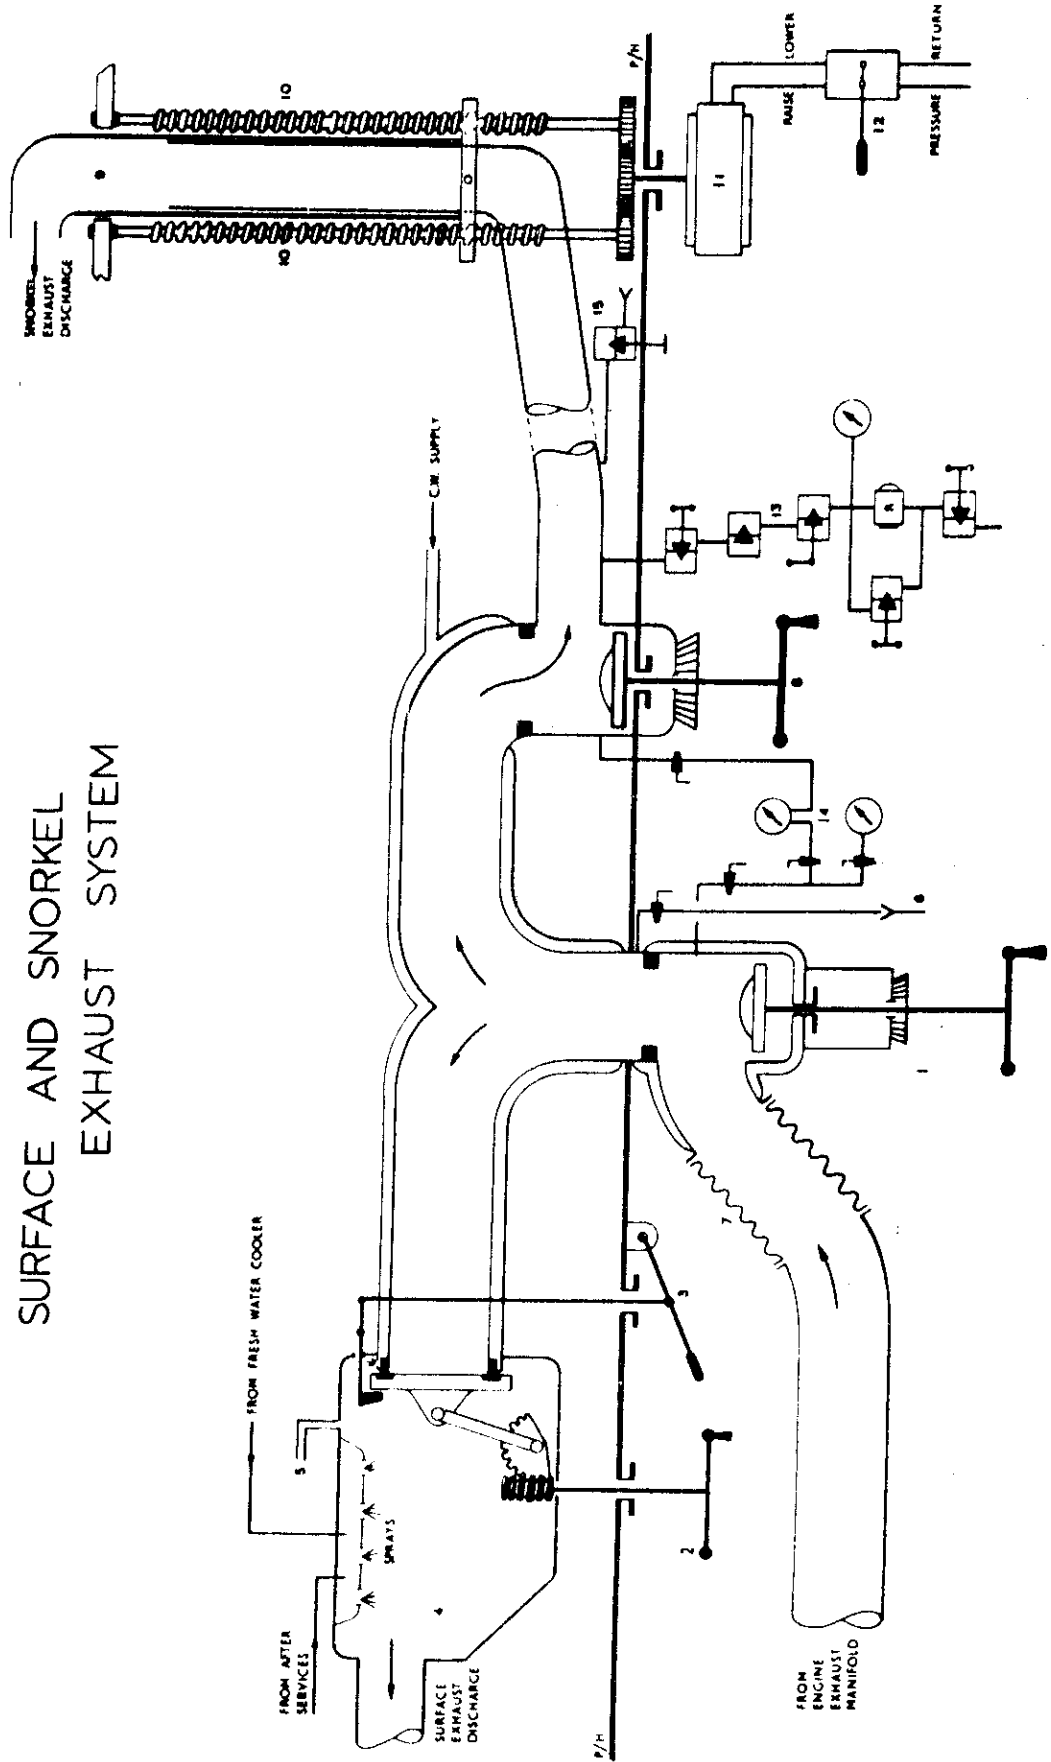 SURFACE AND SNORKEL
EXHAUST SYSTEM
FROM AFTER
SERVICES
FROM FRESH WATER COOLER
5
SPRAYS
4
SURFACE
EXHAUST
DISCHARGE
P/H
2
3
7
FROM
ENGINE
EXHAUST
MANIFOLD
1
14
C.W. SUPPLY
13
R
15
SNORKEL
EXHAUST
DISCHARGE
9
10
10
P/H
11
RAISE
LOWER
12
PRESSURE
RETURN